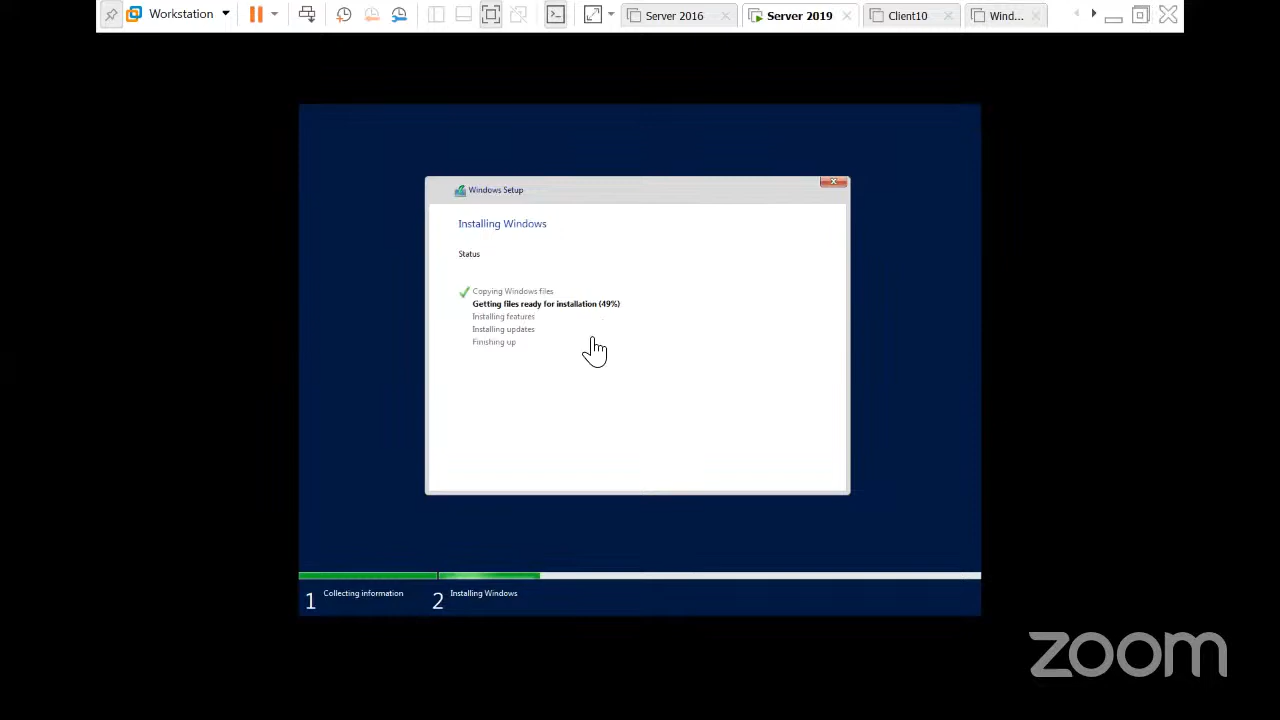 Workstation
Server 2016
Server 2019
Client10
Wind...
Windows Setup
Installing Windows
Status
Copying Windows files
Getting files ready for installation (49%)
Installing features
Installing updates
Finishing up
1 Collecting information
2 Installing Windows
zoom